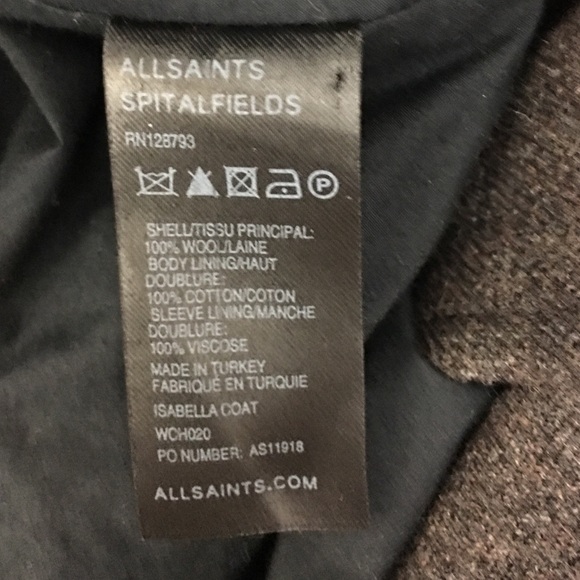 ALLSAINTS
SPITALFIELDS
RN128793
P
SHELL/TISSU PRINCIPAL:
100% WOOL/LAINE
BODY LINING/HAUT
DOUBLURE:
100% COTTON/COTON
SLEEVE LINING/MANCHE
DOUBLURE:
100% VISCOSE
MADE IN TURKEY
FABRIQUÉ EN TURQUIE
ISABELLA COAT
WCH020
PO NUMBER: AS11918
ALLSAINTS.COM